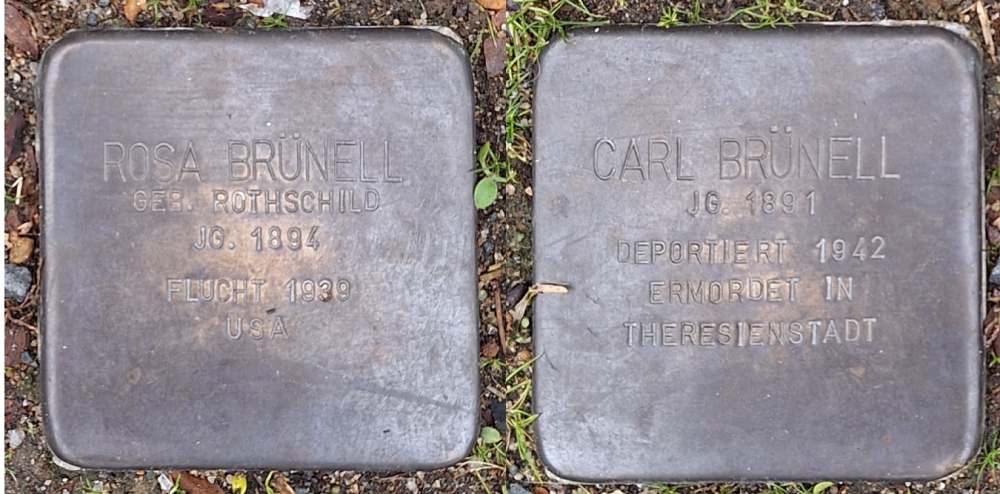 ROSA BRÜNELL
GEB. ROTHSCHILD
JG. 1894
FLUCHT 1939
USA
CARL BRÜNELL
JG. 1891
DEPORTIERT 1942
ERMORDET IN
THERESIENSTADT